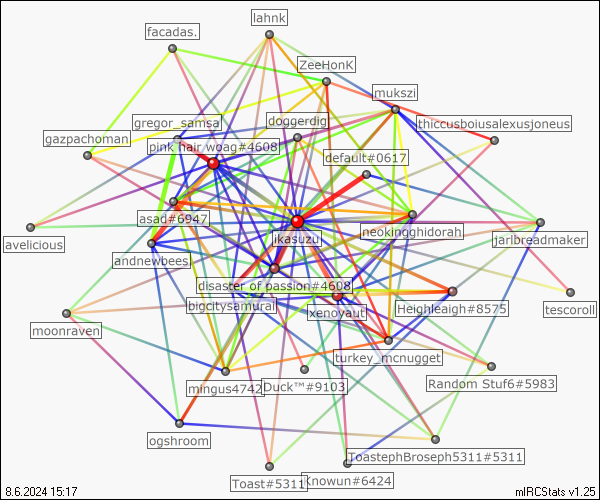 lahnk
facadas.
ZeeHonK
mukszi
gregor_samsa
doggerdig
thiccusboiusalexusjoneus
gazpachoman
pink hair woag#4608
default#0617
asad#6947
neokingghidorah
avelicious
ikasuzu
jarlbreadmaker
andnewbees
disaster of passion#4608
bigcitysamurai
xenovaut
Heighleaigh#8575
tescoroll
moonraven
turkey_mcnugget
mingus4742
Duck™#9103
Random Stuf6#5983
ogshroom
ToastephBroseph5311#5311
Toast#5311
Knowun#6424
8.6.2024 15:17
mIRCStats v1.25